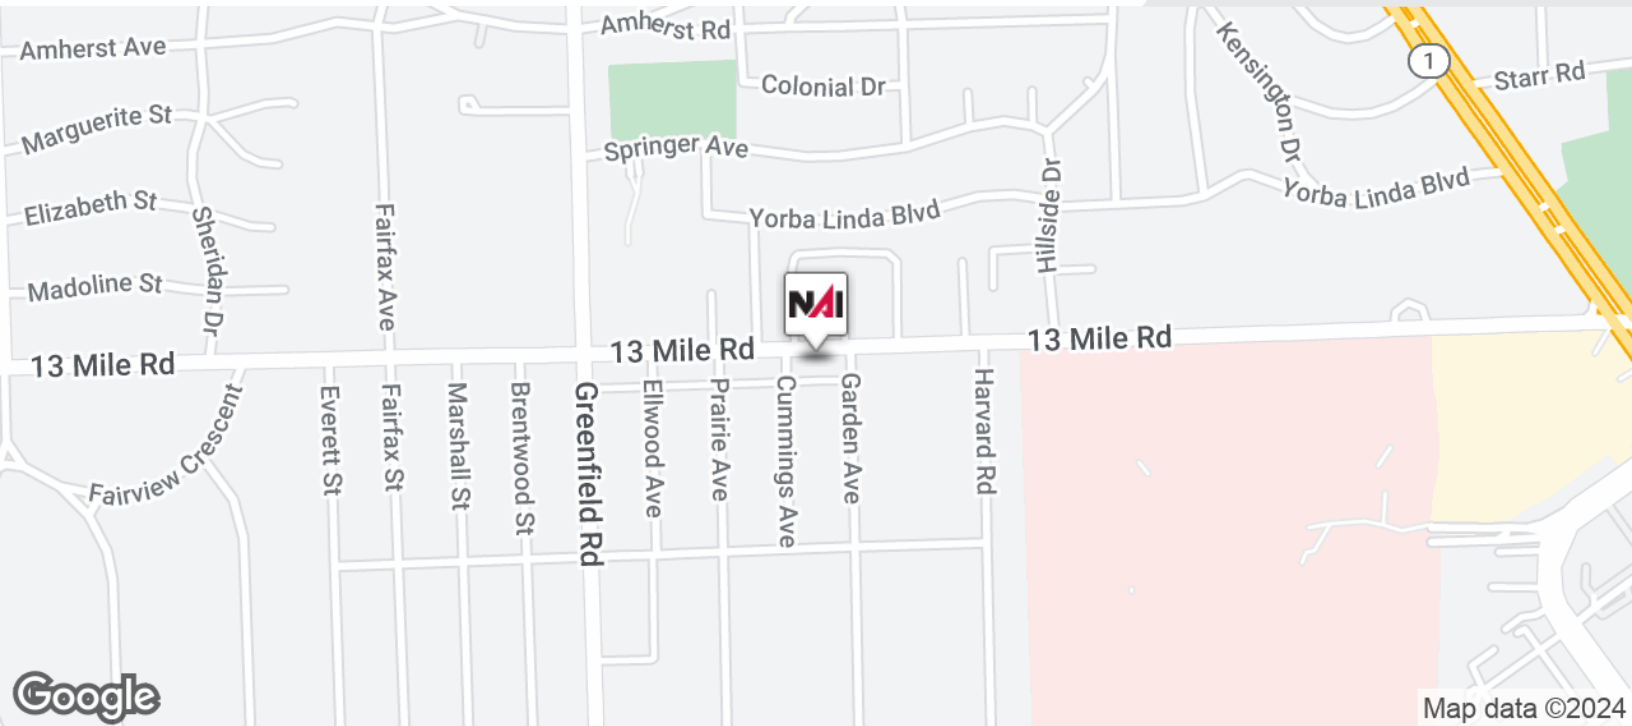 Amherst Ave
Amherst Rd
Colonial Dr
Kensington Dr
1
Starr Rd
Marguerite St
Springer Ave
Elizabeth St
Sheridan Dr
Fairfax Ave
Yorba Linda Blvd
Hillside Dr
Yorba Linda Blvd
Madoline St
NAI
13 Mile Rd
13 Mile Rd
13 Mile Rd
Fairview Crescent
Everett St
Fairfax St
Marshall St
Brentwood St
Greenfield Rd
Ellwood Ave
Prairie Ave
Cummings Ave
Garden Ave
Harvard Rd
Google
Map data ©2024